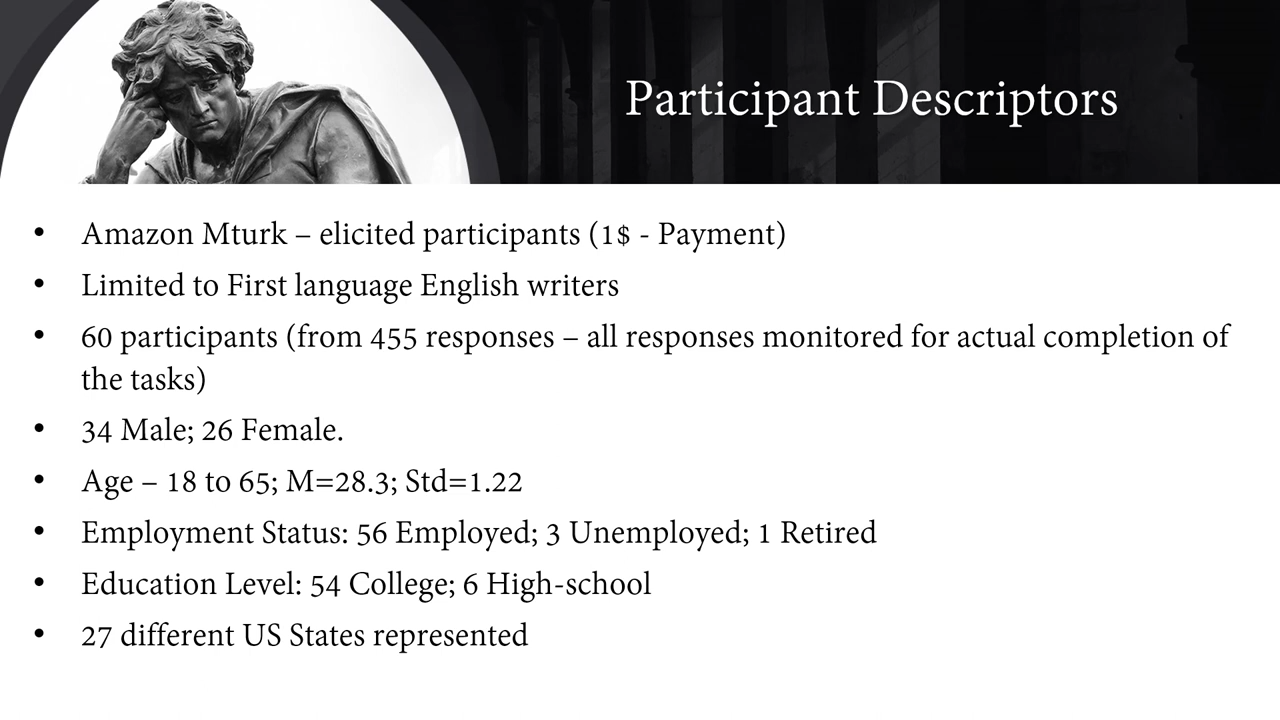 Participant Descriptors
• Amazon Mturk – elicited participants (1$ - Payment)
• Limited to First language English writers
• 60 participants (from 455 responses – all responses monitored for actual completion of
the tasks)
• 34 Male; 26 Female.
• Age – 18 to 65; M=28.3; Std=1.22
• Employment Status: 56 Employed; 3 Unemployed; 1 Retired
• Education Level: 54 College; 6 High-school
• 27 different US States represented